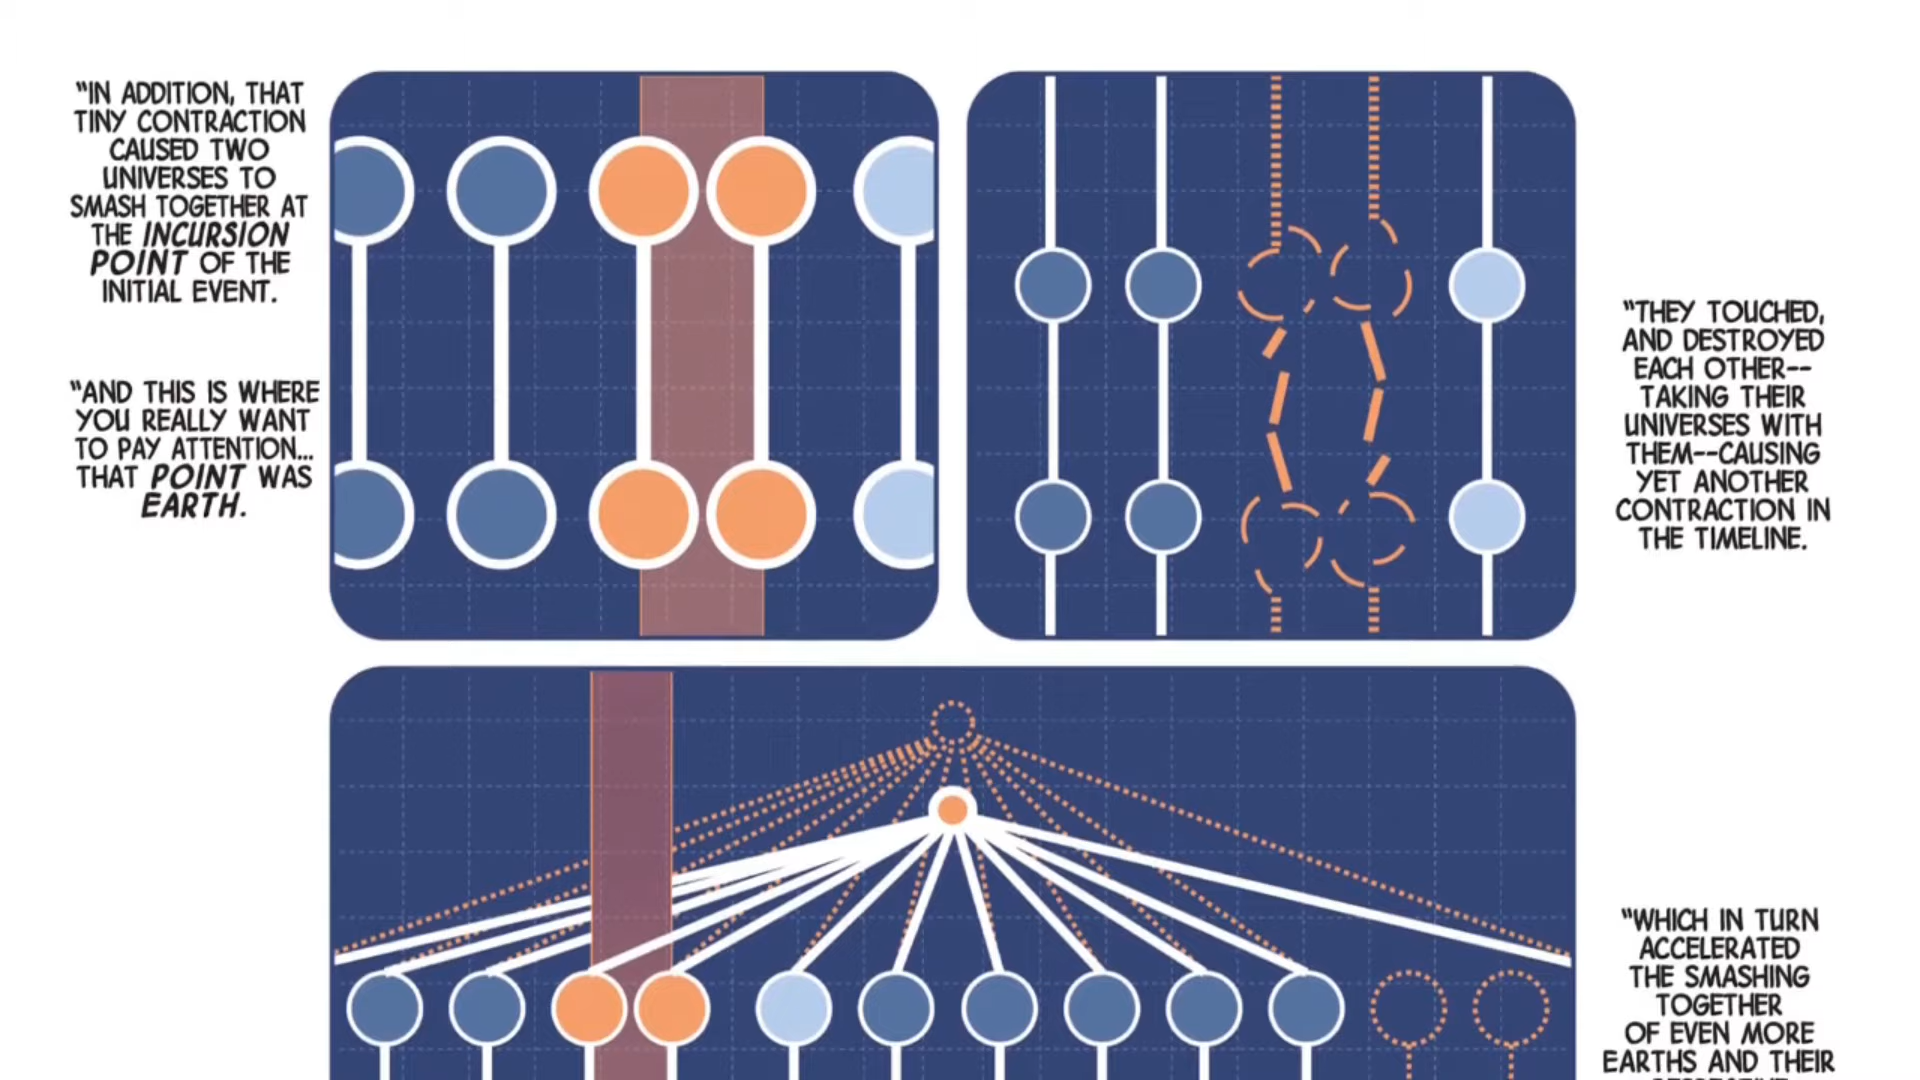 “IN ADDITION, THAT
TINY CONTRACTION
CAUSED TWO
UNIVERSES TO
SMASH TOGETHER AT
THE INCURSION
POINT OF THE
INITIAL EVENT.
“AND THIS IS WHERE
YOU REALLY WANT
TO PAY ATTENTION...
THAT POINT WAS
EARTH.
“THEY TOUCHED,
AND DESTROYED
EACH OTHER--
TAKING THEIR
UNIVERSES WITH
THEM--CAUSING
YET ANOTHER
CONTRACTION IN
THE TIMELINE.
“WHICH IN TURN
ACCELERATED
THE SMASHING
TOGETHER
OF EVEN MORE
EARTHS AND THEIR